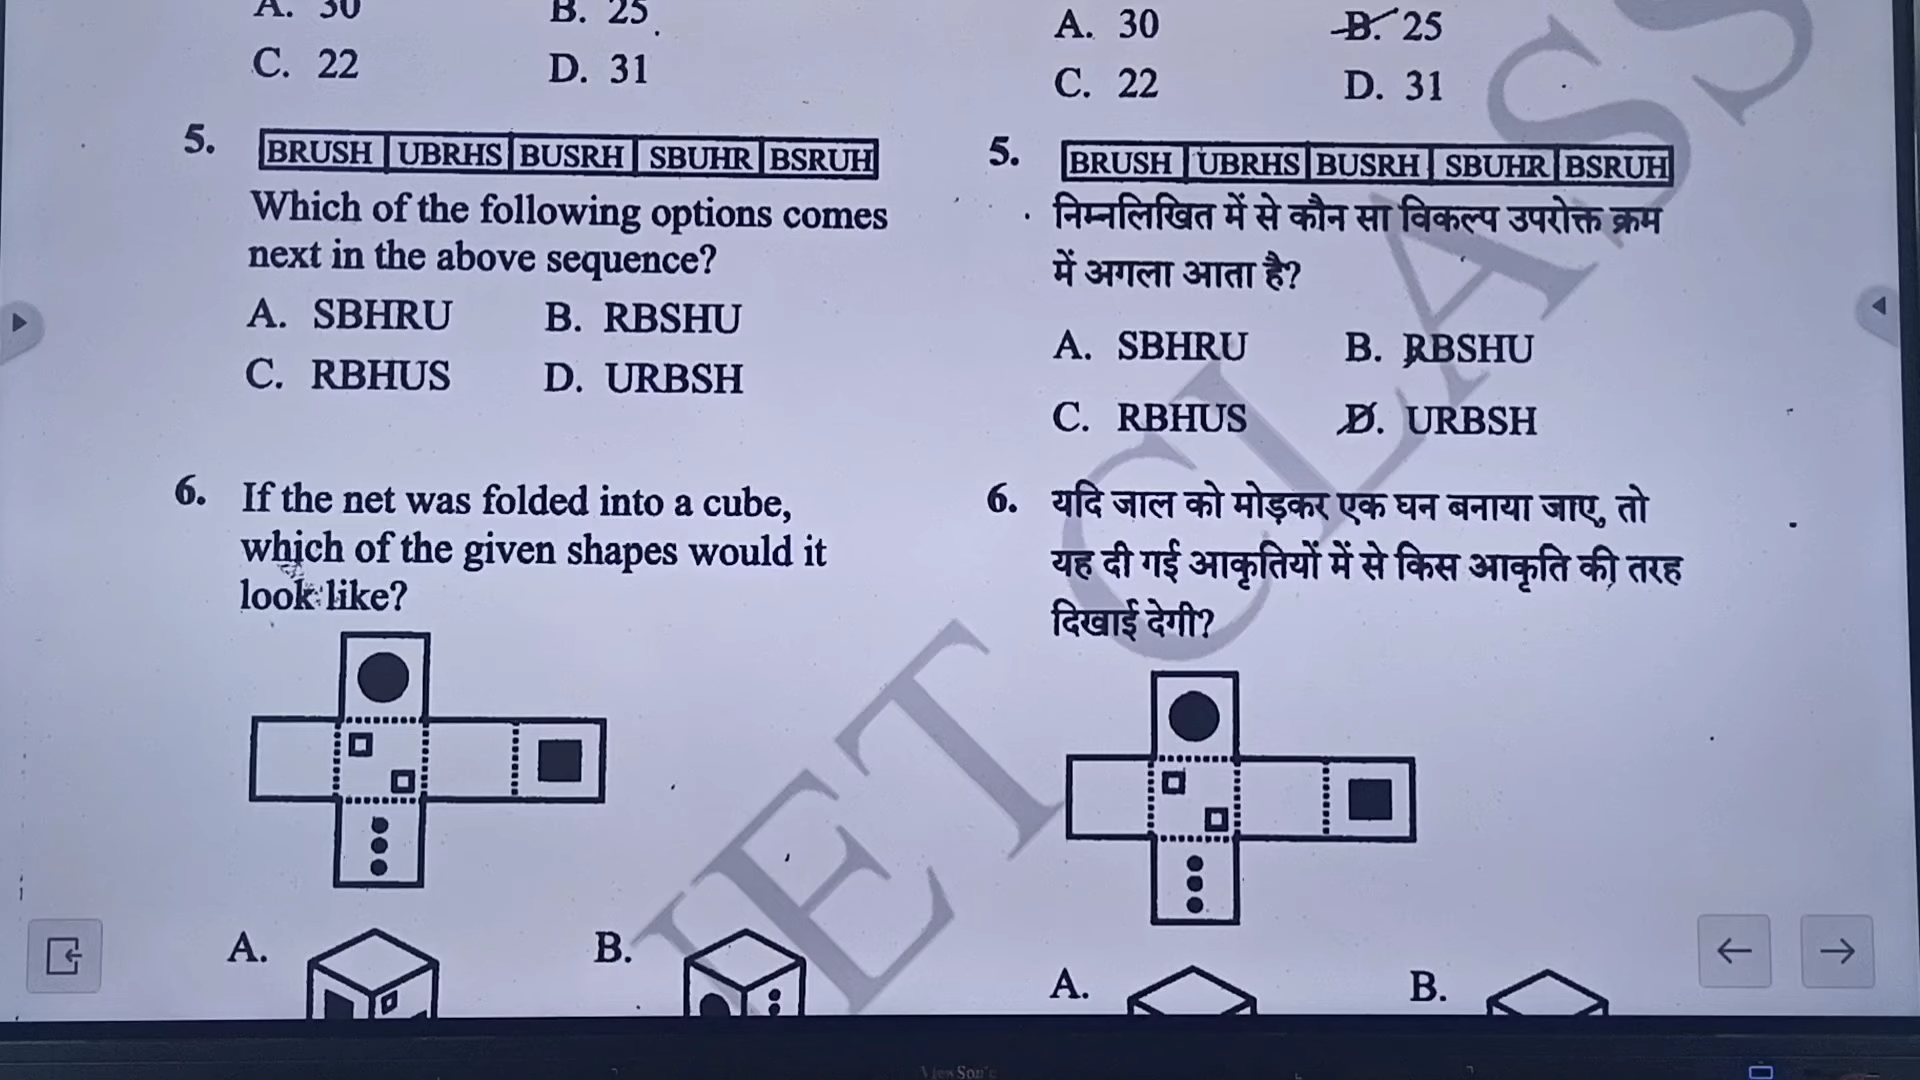 A. 30 B. 25
C. 22 D. 31
5. BRUSH UBRHS BUSRH SBUHR BSRUH
Which of the following options comes
next in the above sequence?
A. SBHRU B. RBSHU
C. RBHUS D. URBSH
6. If the net was folded into a cube,
which of the given shapes would it
look like?
A. B.
A. 30 B. 25
C. 22 D. 31
5. BRUSH UBRHS BUSRH SBUHR BSRUH
निम्नलिखित में से कौन सा विकल्प उपरोक्त क्रम
में अगला आता है?
A. SBHRU B. RBSHU
C. RBHUS D. URBSH
6. यदि जाल को मोड़कर एक घन बनाया जाए, तो
यह दी गई आकृतियों में से किस आकृति की तरह
दिखाई देगी?
A. B.
JET CLASS